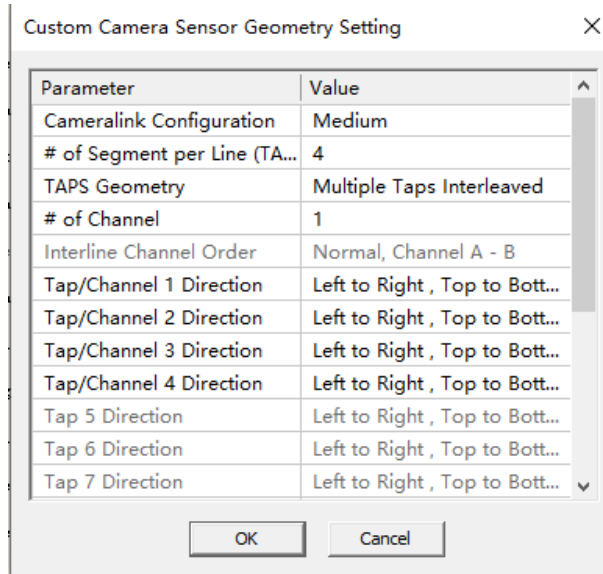 Custom Camera Sensor Geometry Setting
Parameter Value
Cameralink Configuration Medium
# of Segment per Line (TA... 4
TAPS Geometry Multiple Taps Interleaved
# of Channel 1
Interline Channel Order Normal, Channel A - B
Tap/Channel 1 Direction Left to Right , Top to Bott...
Tap/Channel 2 Direction Left to Right , Top to Bott...
Tap/Channel 3 Direction Left to Right , Top to Bott...
Tap/Channel 4 Direction Left to Right , Top to Bott...
Tap 5 Direction Left to Right , Top to Bott...
Tap 6 Direction Left to Right , Top to Bott...
Tap 7 Direction Left to Right , Top to Bott...
OK Cancel